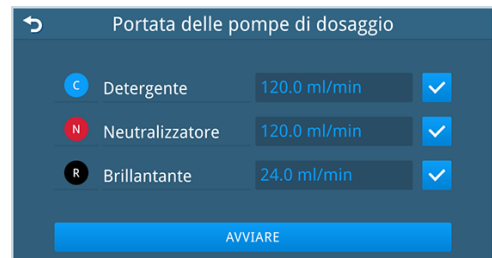 Portata delle pompe di dosaggio
C Detergente 120.0 ml/min
N Neutralizzatore 120.0 ml/min
R Brillantante 24.0 ml/min
AVVIARE